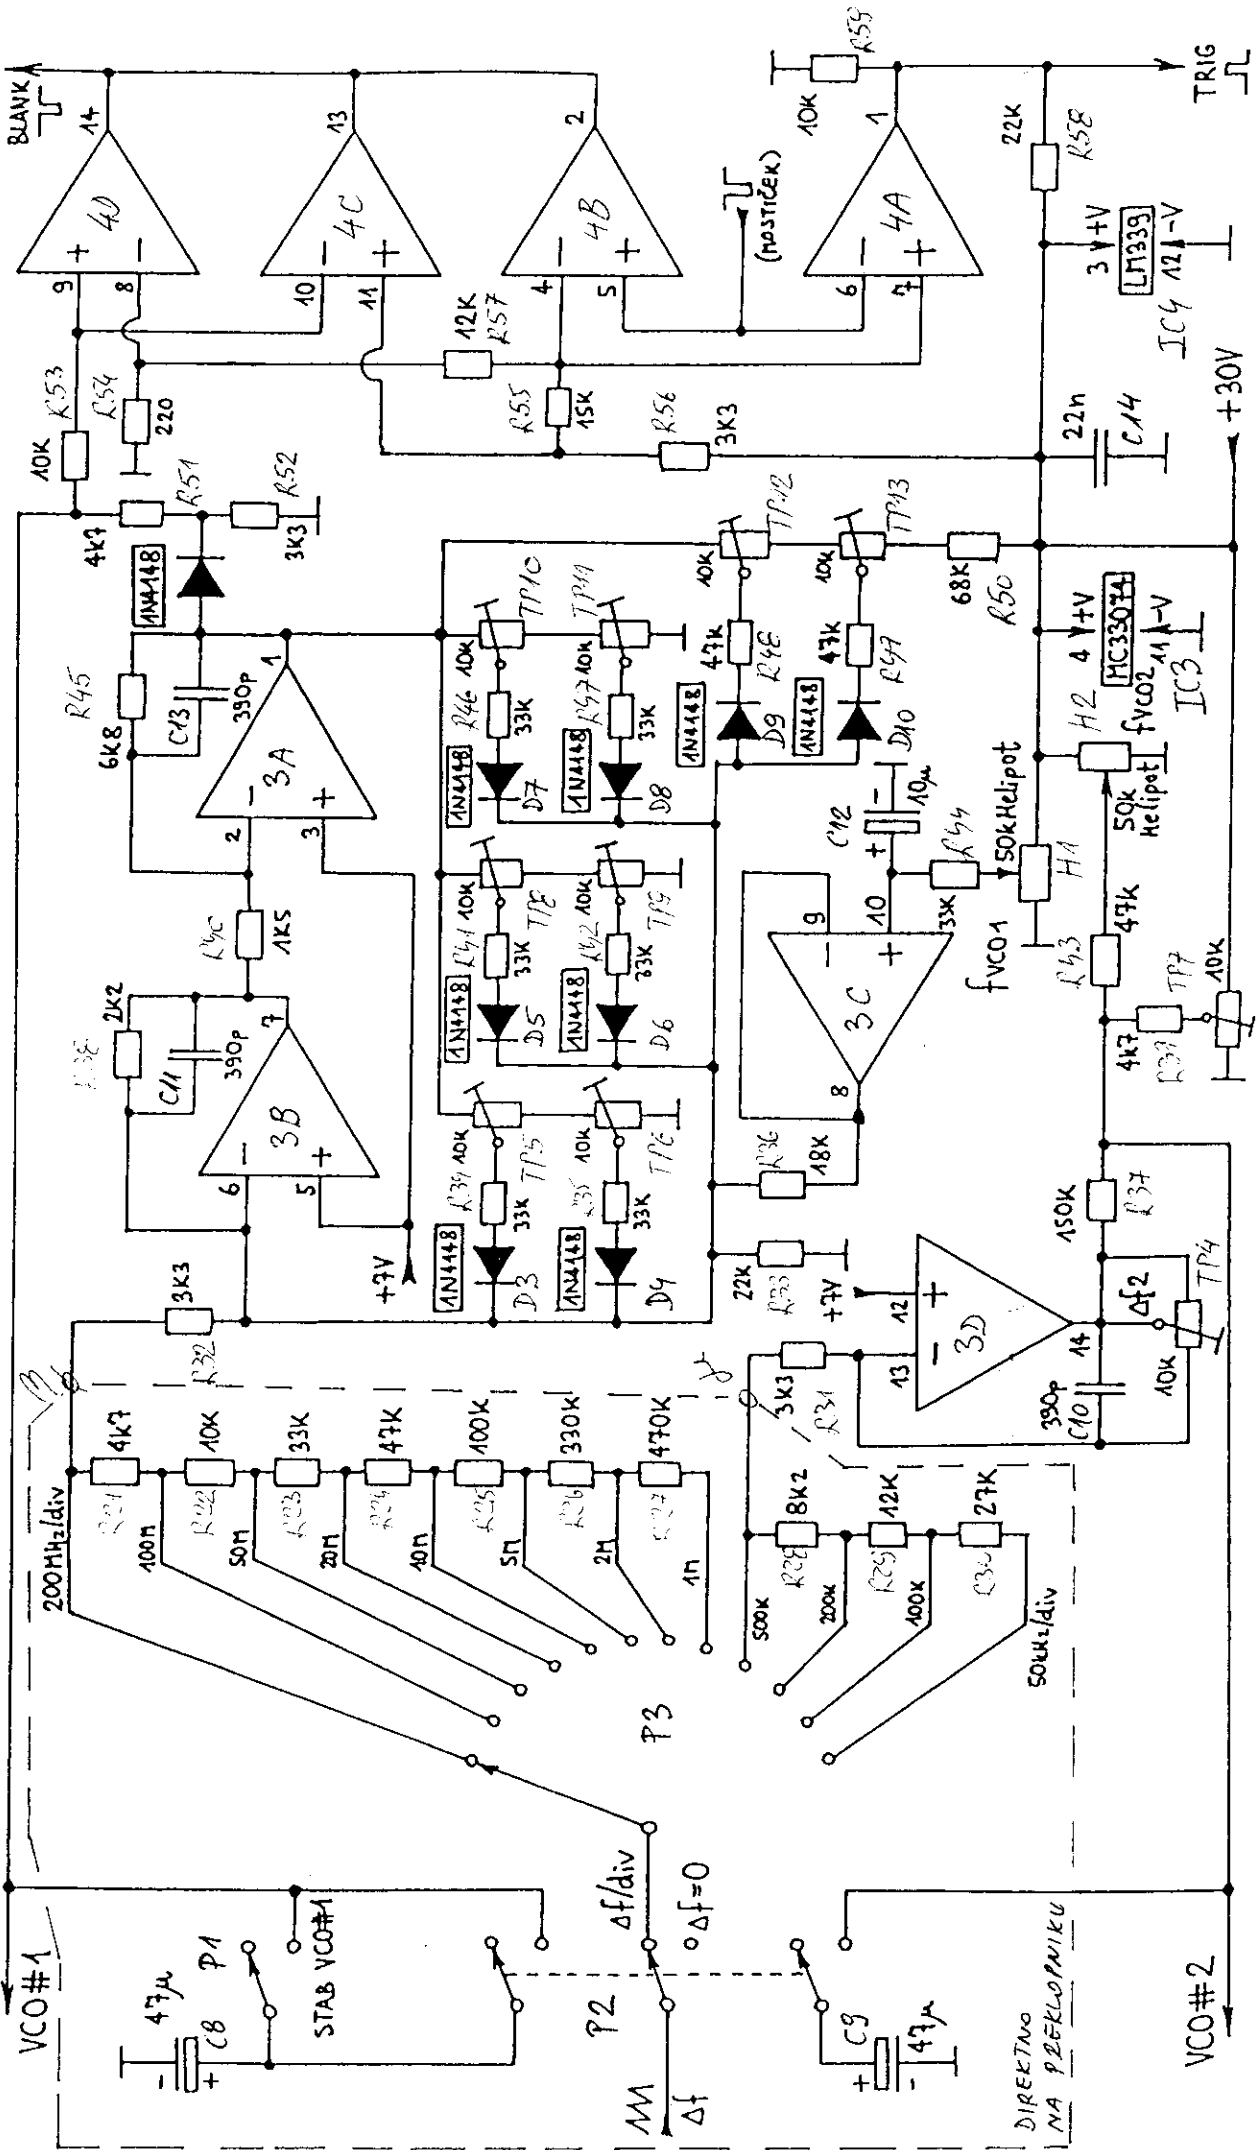 VCO#1
47µ
C8
P1
STAB VCO#1
P2
Δf
Δf/div
Δf=0
C9
47µ
DIREKTNO
NA PREKLOPNIKU
VCO#2
P3
200MHz/div
100M
50M
20M
10M
5M
2M
1M
500K
200K
100K
50kHz/div
4k7
R21
10K
R22
33K
R23
47K
R24
100K
R25
330K
R26
470K
R27
8K2
R28
12K
R29
27K
R30
3K3
R32
3K3
R31
2K2
R38
C11
390p
3B
6
5
7
+7V
1K5
6K8
R45
C13
390p
3A
2
3
1
1N4148
4k7
R51
3K3
R52
10K
R53
R54
220
1N4148
D3
R34
33K
10K
TP5
1N4148
D4
R35
33K
10K
TP6
1N4148
D5
R41
33K
10K
TP8
1N4148
D6
R42
33K
10K
TP9
1N4148
D7
R46
33K
10K
TP10
1N4148
D8
R47
33K
10K
TP11
1N4148
D9
47K
R48
10K
TP12
1N4148
D10
47K
R49
10K
TP13
68K
R50
22K
R33
R36
18K
3C
8
9
10
C12
10µ
33K
R44
50kHelipot
H1
fVCO1
+7V
12
13
14
3D
390p
C10
10K
TP4
Δf2
150K
R37
4k7
R39
TP7
10K
R43
47K
50k
Helipot
H2
fVCO2
4
+V
MC33074
11
-V
IC3
+30V
22n
C14
R55
15K
R56
3K3
12K
R57
9
8
4D
14
BLANK
10
11
4C
13
4
5
4B
2
(MOSTIČEK)
6
7
4A
1
10K
R59
22K
R58
TRIG
3
+V
LM339
12
-V
IC4